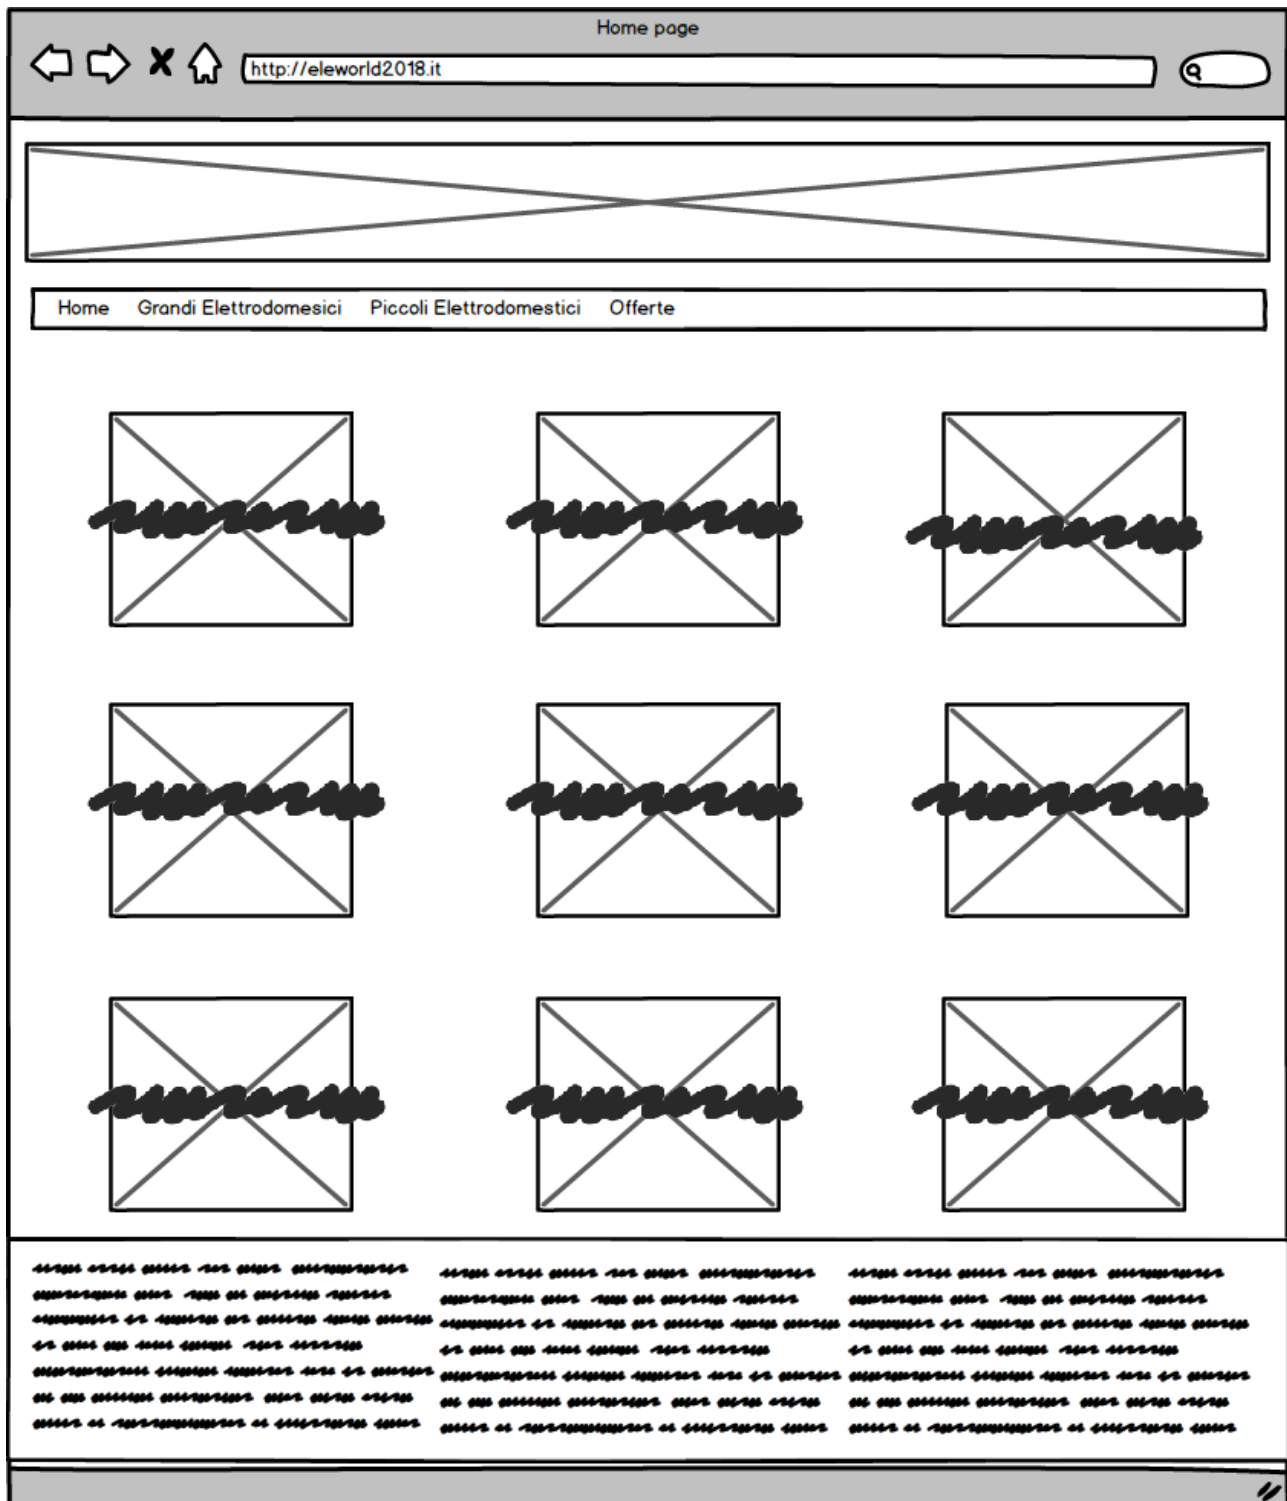 Home page
http://eleworld2018.it
Home Grandi Elettrodomesici Piccoli Elettrodomestici Offerte